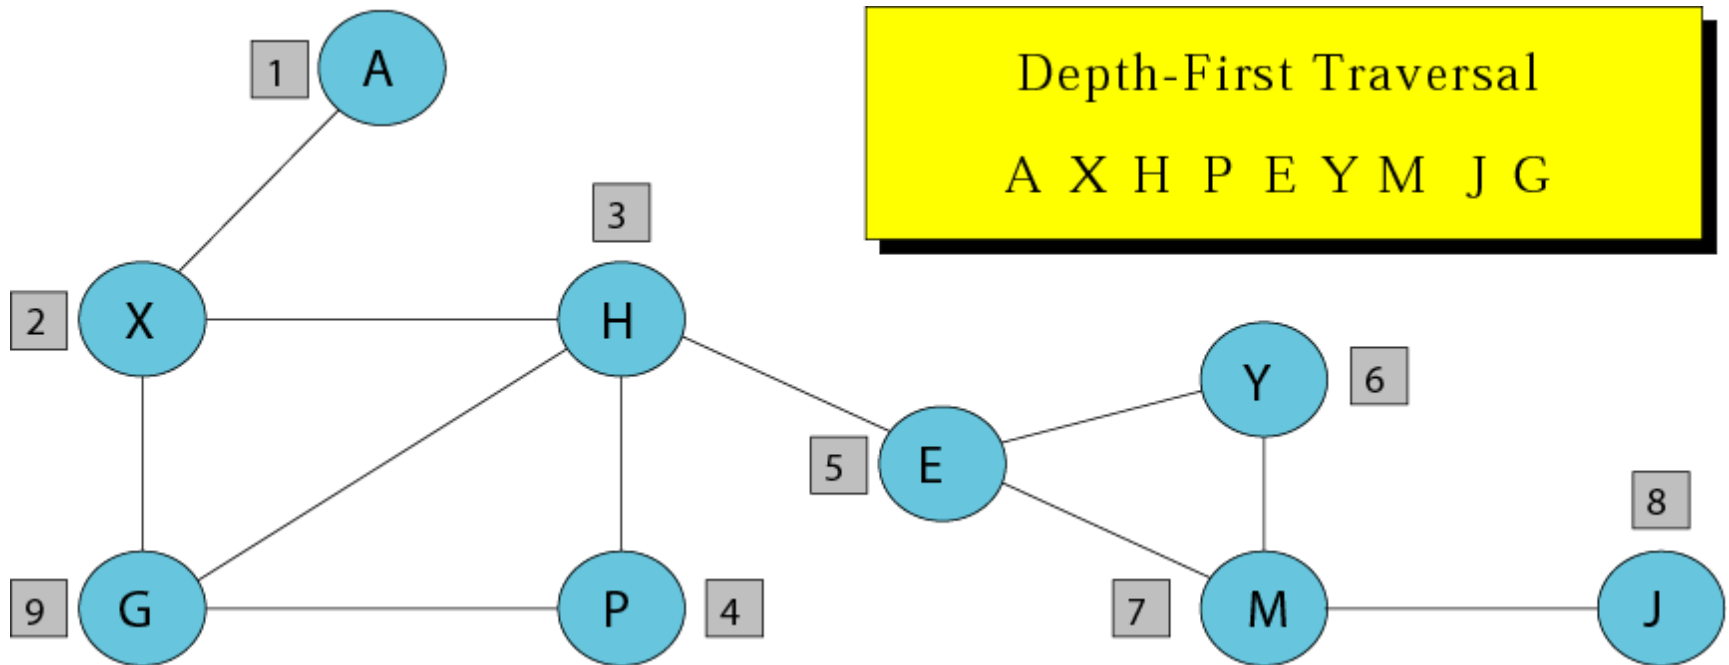 1 A
Depth-First Traversal
A X H P E Y M J G
3
2 X H
Y 6
5 E
8
9 G P 4 7 M J